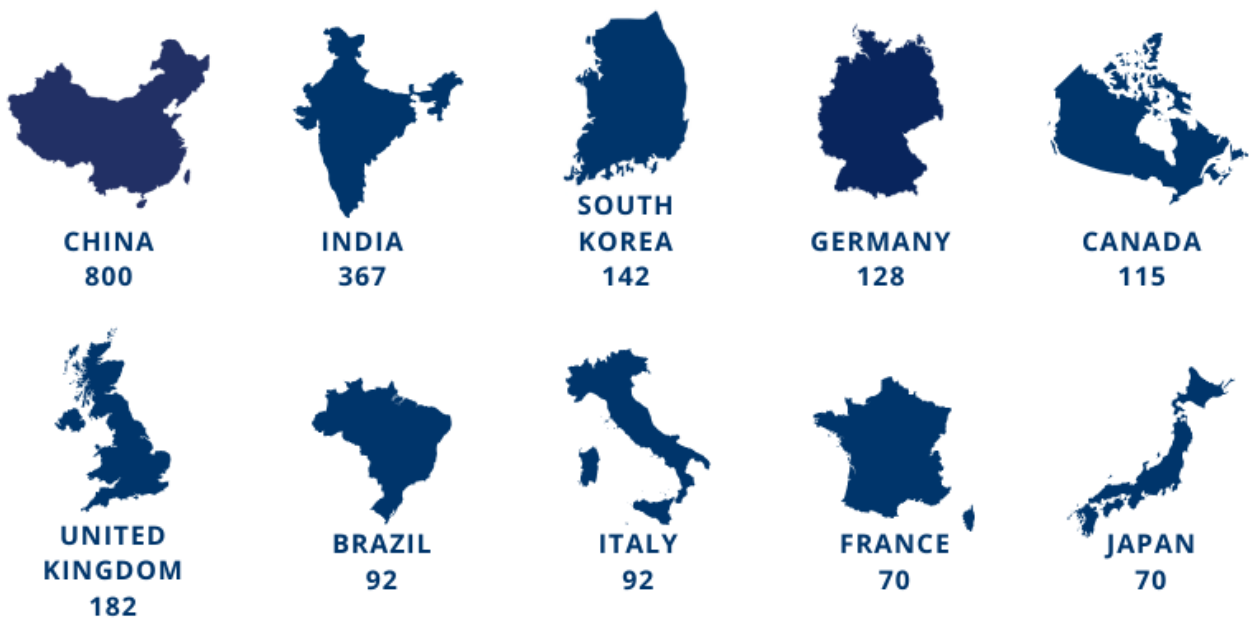 CHINA
800
INDIA
367
SOUTH
KOREA
142
GERMANY
128
CANADA
115
UNITED
KINGDOM
182
BRAZIL
92
ITALY
92
FRANCE
70
JAPAN
70